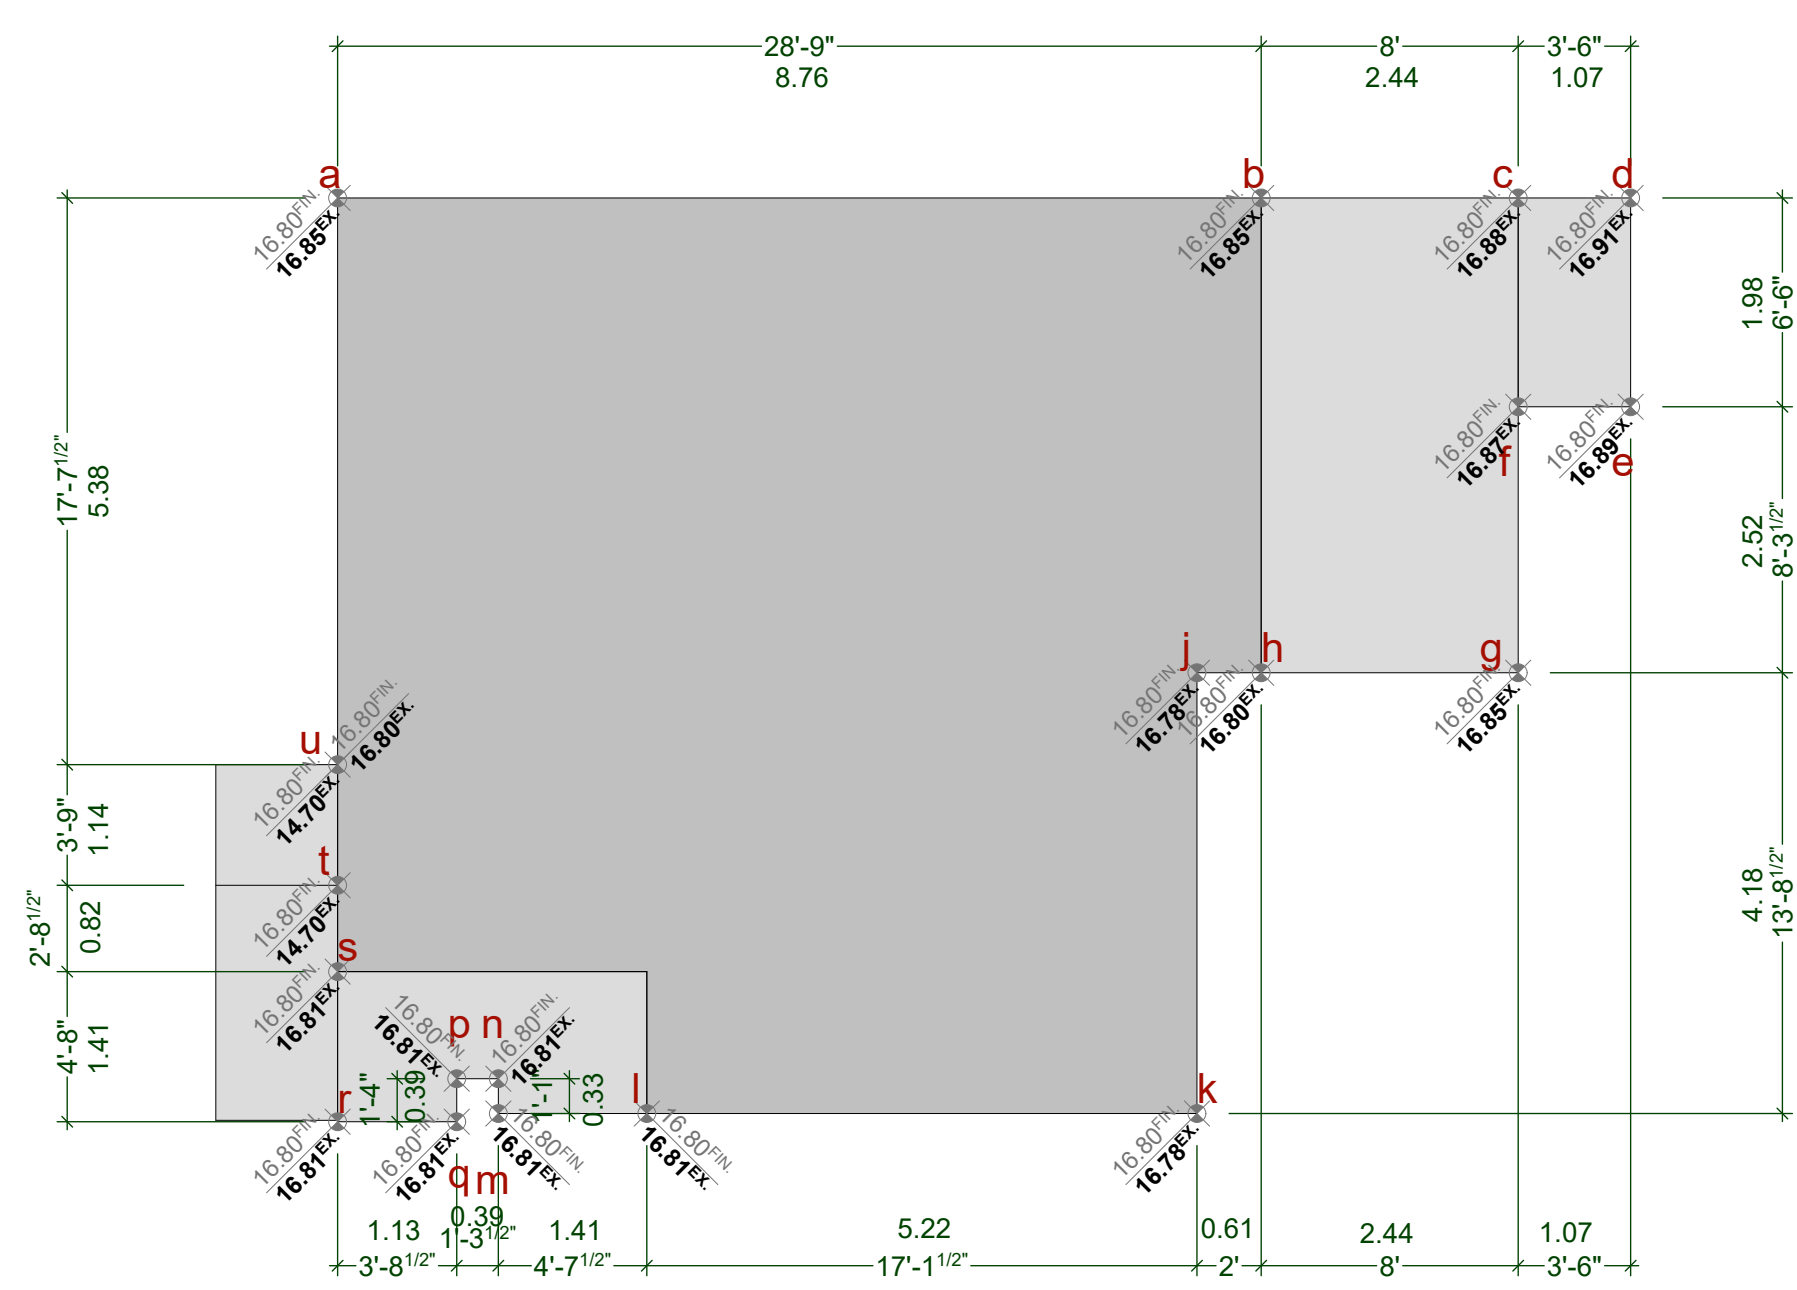 28'-9" 8' 3'-6"
8.76 2.44 1.07
a b c d
16.80FIN. 16.80FIN. 16.80FIN. 16.80FIN.
16.85EX. 16.85EX. 16.88EX. 16.91EX.
1.98
6'-6"
16.80FIN. 16.80FIN.
16.87EX. 16.89EX.
f e
17'-7 1/2"
5.38
2.52
8'-3 1/2"
j h g
16.80FIN. 16.80FIN. 16.80FIN.
16.78EX. 16.80EX. 16.85EX.
u
16.80FIN.
16.80EX.
16.80FIN.
14.70EX.
3'-9"
1.14
t
16.80FIN.
14.70EX.
2'-8 1/2"
0.82
4.18
13'-8 1/2"
s
16.80FIN.
16.81EX.
p n
16.80FIN. 16.80FIN.
16.81EX. 16.81EX.
4'-8"
1.41
1'-4"
0.39
1'-1"
0.33
r l k
16.80FIN. 16.80FIN. 16.80FIN. 16.80FIN. 16.80FIN.
16.81EX. 16.81EX. 16.81EX. 16.81EX. 16.78EX.
q m
1.13 0.39 1.41 5.22 0.61 2.44 1.07
3'-8 1/2" 1'-3 1/2" 4'-7 1/2" 17'-1 1/2" 2' 8' 3'-6"